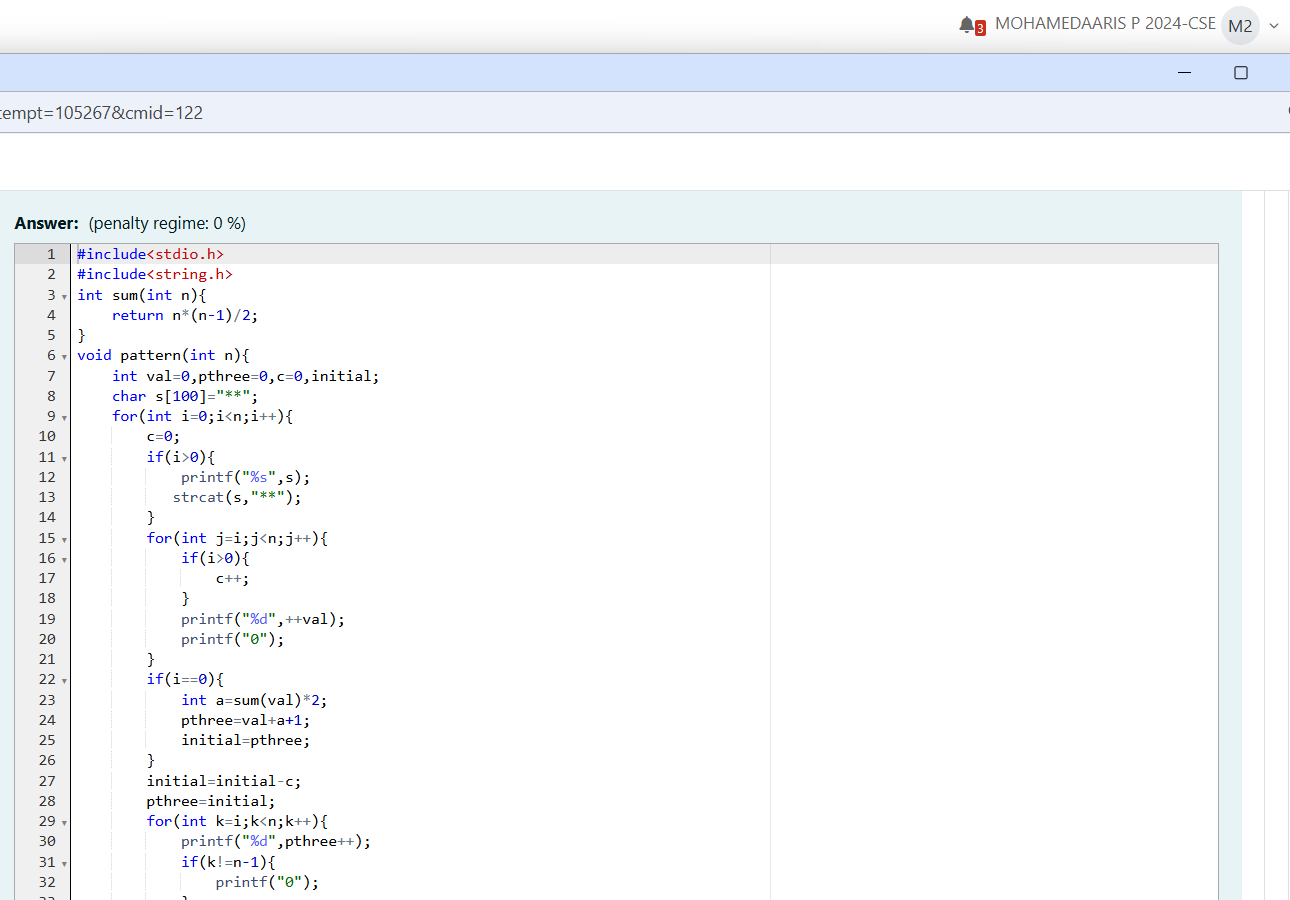 3 MOHAMEDAARIS P 2024-CSE M2
tempt=105267&cmid=122
Answer: (penalty regime: 0 %)
1 #include<stdio.h>
2 #include<string.h>
3 int sum(int n){
4     return n*(n-1)/2;
5 }
6 void pattern(int n){
7     int val=0,pthree=0,c=0,initial;
8     char s[100]="**";
9     for(int i=0;i<n;i++){
10         c=0;
11         if(i>0){
12             printf("%s",s);
13            strcat(s,"**");
14         }
15         for(int j=i;j<n;j++){
16             if(i>0){
17                 c++;
18             }
19             printf("%d",++val);
20             printf("0");
21         }
22         if(i==0){
23             int a=sum(val)*2;
24             pthree=val+a+1;
25             initial=pthree;
26         }
27         initial=initial-c;
28         pthree=initial;
29         for(int k=i;k<n;k++){
30             printf("%d",pthree++);
31             if(k!=n-1){
32                 printf("0");
33             }